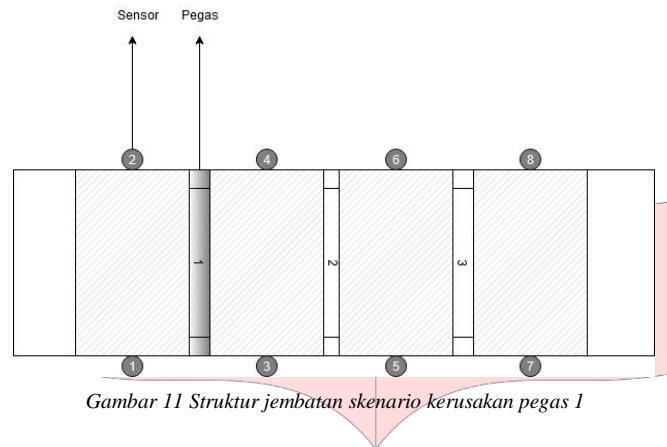 Sensor Pegas
2 4 6 8
1 2 3
1 3 5 7
Gambar 11 Struktur jembatan skenario kerusakan pegas 1